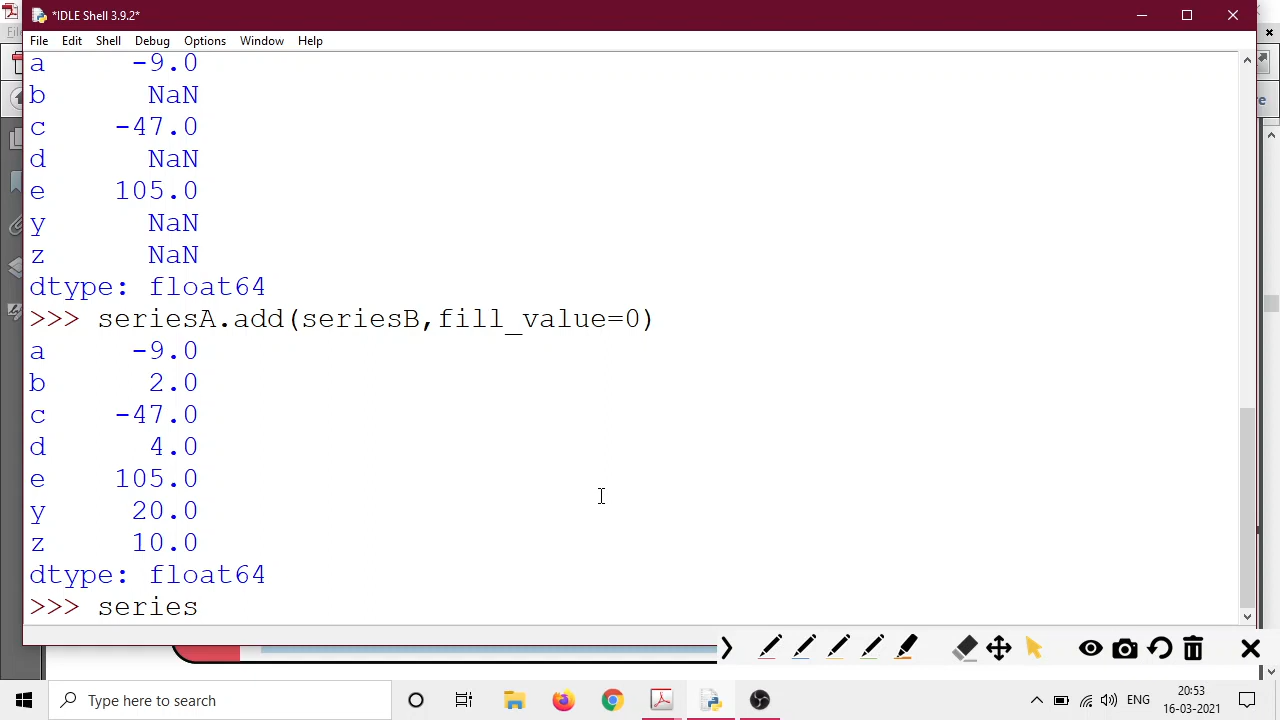 *IDLE Shell 3.9.2*
File Edit Shell Debug Options Window Help
a -9.0
b NaN
c -47.0
d NaN
e 105.0
y NaN
z NaN
dtype: float64
>>> seriesA.add(seriesB,fill_value=0)
a -9.0
b 2.0
c -47.0
d 4.0
e 105.0
y 20.0
z 10.0
dtype: float64
>>> series
Type here to search
ENG
20:53
16-03-2021